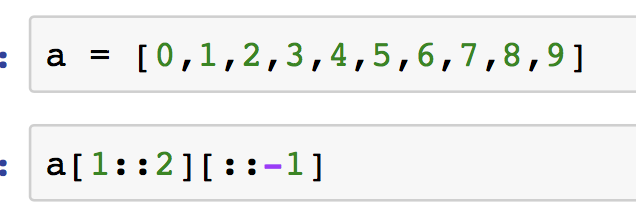 : a = [0,1,2,3,4,5,6,7,8,9]
: a[1::2][::-1]